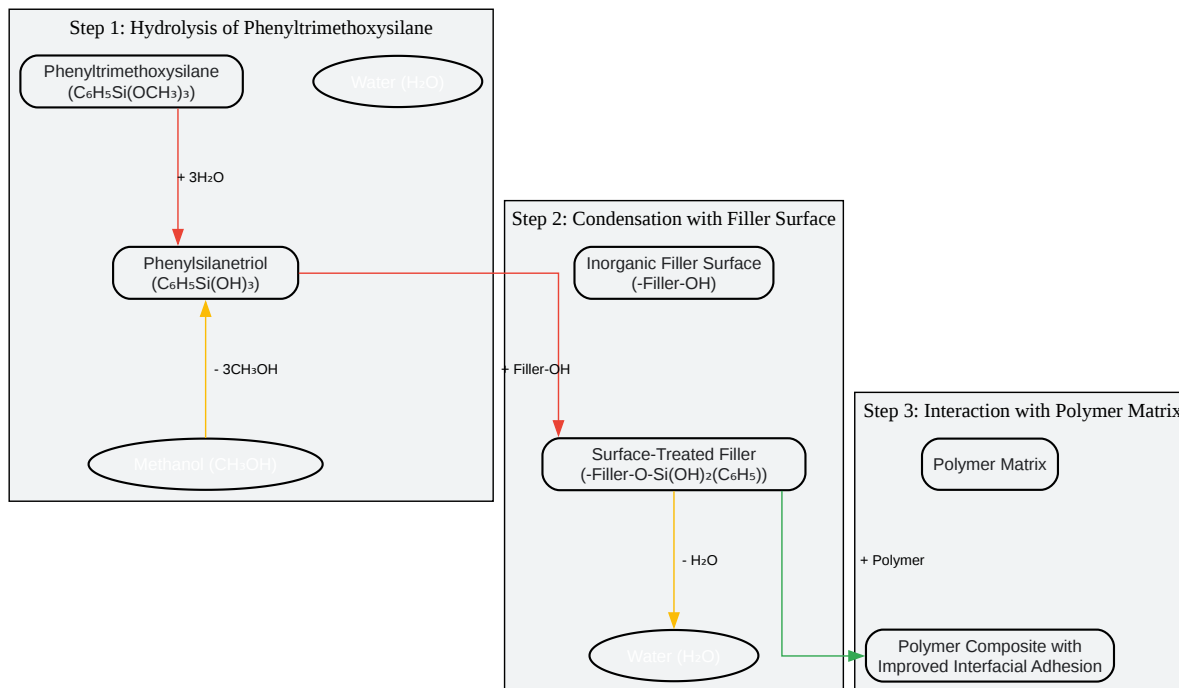 Step 1: Hydrolysis of Phenyltrimethoxysilane
Phenyltrimethoxysilane
(C₆H₅Si(OCH₃)₃)
Water (H₂O)
+ 3H₂O
Phenylsilanetriol
(C₆H₅Si(OH)₃)
- 3CH₃OH
Methanol (CH₃OH)
Step 2: Condensation with Filler Surface
Inorganic Filler Surface
(-Filler-OH)
+ Filler-OH
Surface-Treated Filler
(-Filler-O-Si(OH)₂(C₆H₅))
- H₂O
Water (H₂O)
Step 3: Interaction with Polymer Matrix
Polymer Matrix
+ Polymer
Polymer Composite with
Improved Interfacial Adhesion